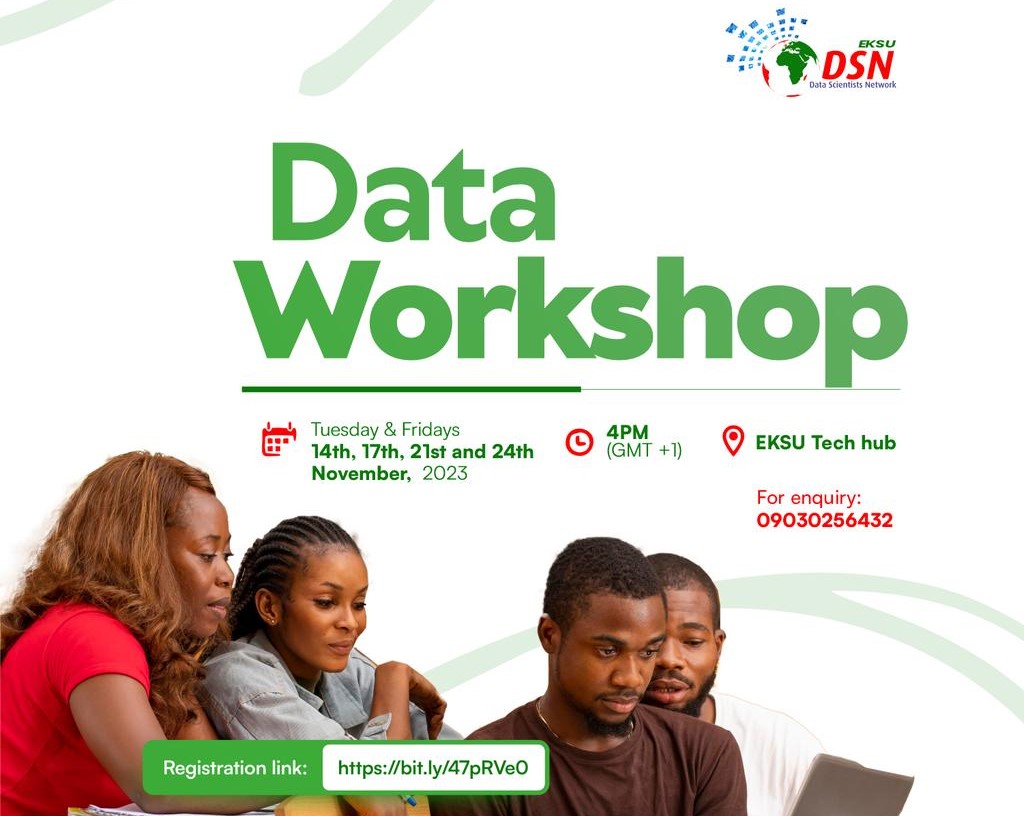 EKSU
DSN
Data Scientists Network
Data
Workshop
Tuesday & Fridays
14th, 17th, 21st and 24th
November, 2023
4PM
(GMT +1)
EKSU Tech hub
For enquiry:
09030256432
Registration link: https://bit.ly/47pRVe0